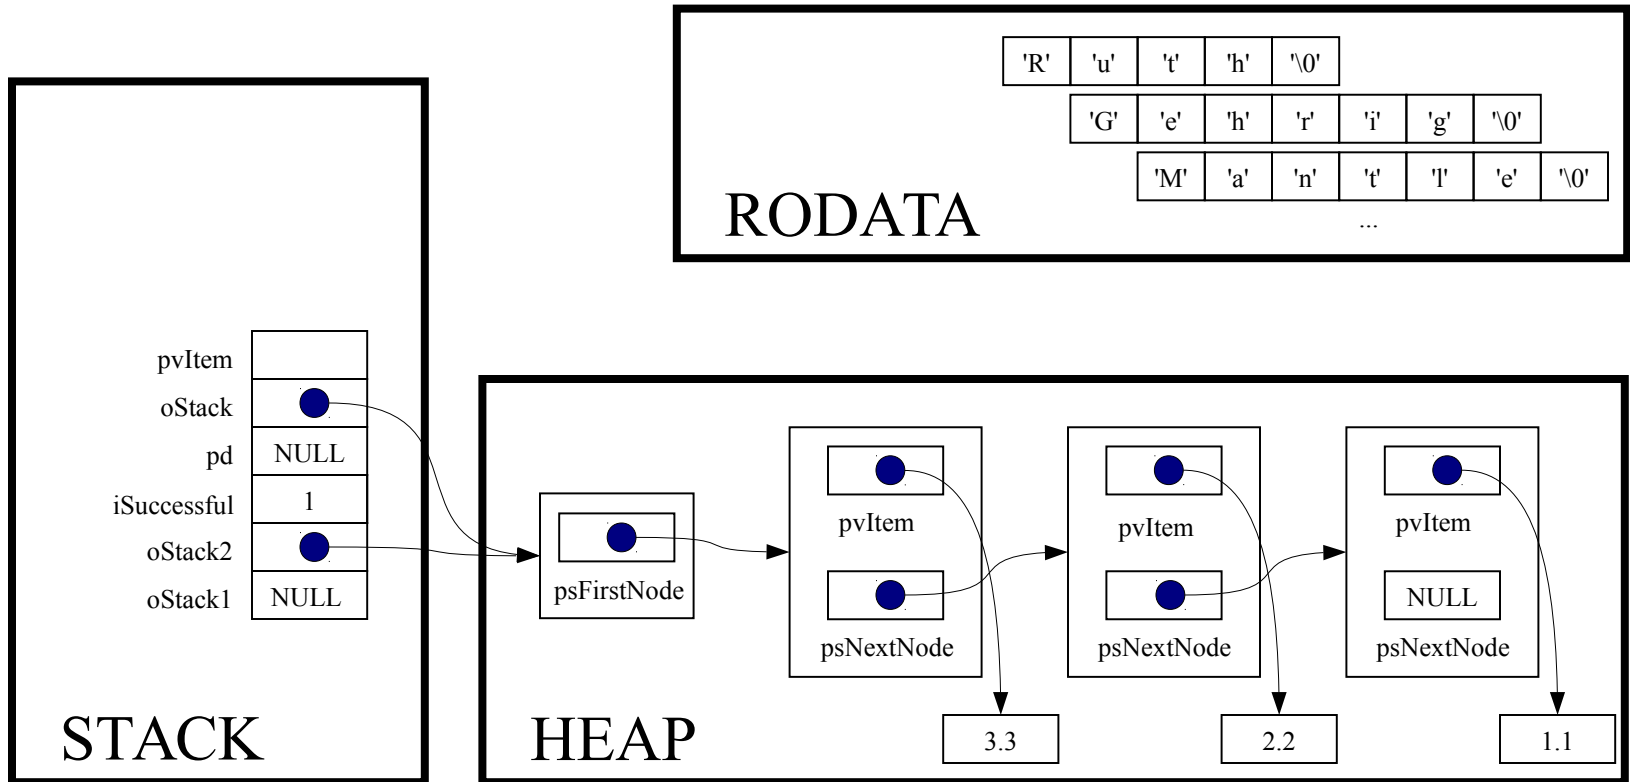 'R' 'u' 't' 'h' '\0'
'G' 'e' 'h' 'r' 'i' 'g' '\0'
'M' 'a' 'n' 't' 'l' 'e' '\0'
...
RODATA
pvItem
oStack
pd NULL
iSuccessful 1
oStack2
oStack1 NULL
STACK
psFirstNode
pvItem pvItem pvItem
NULL
psNextNode psNextNode psNextNode
3.3 2.2 1.1
HEAP